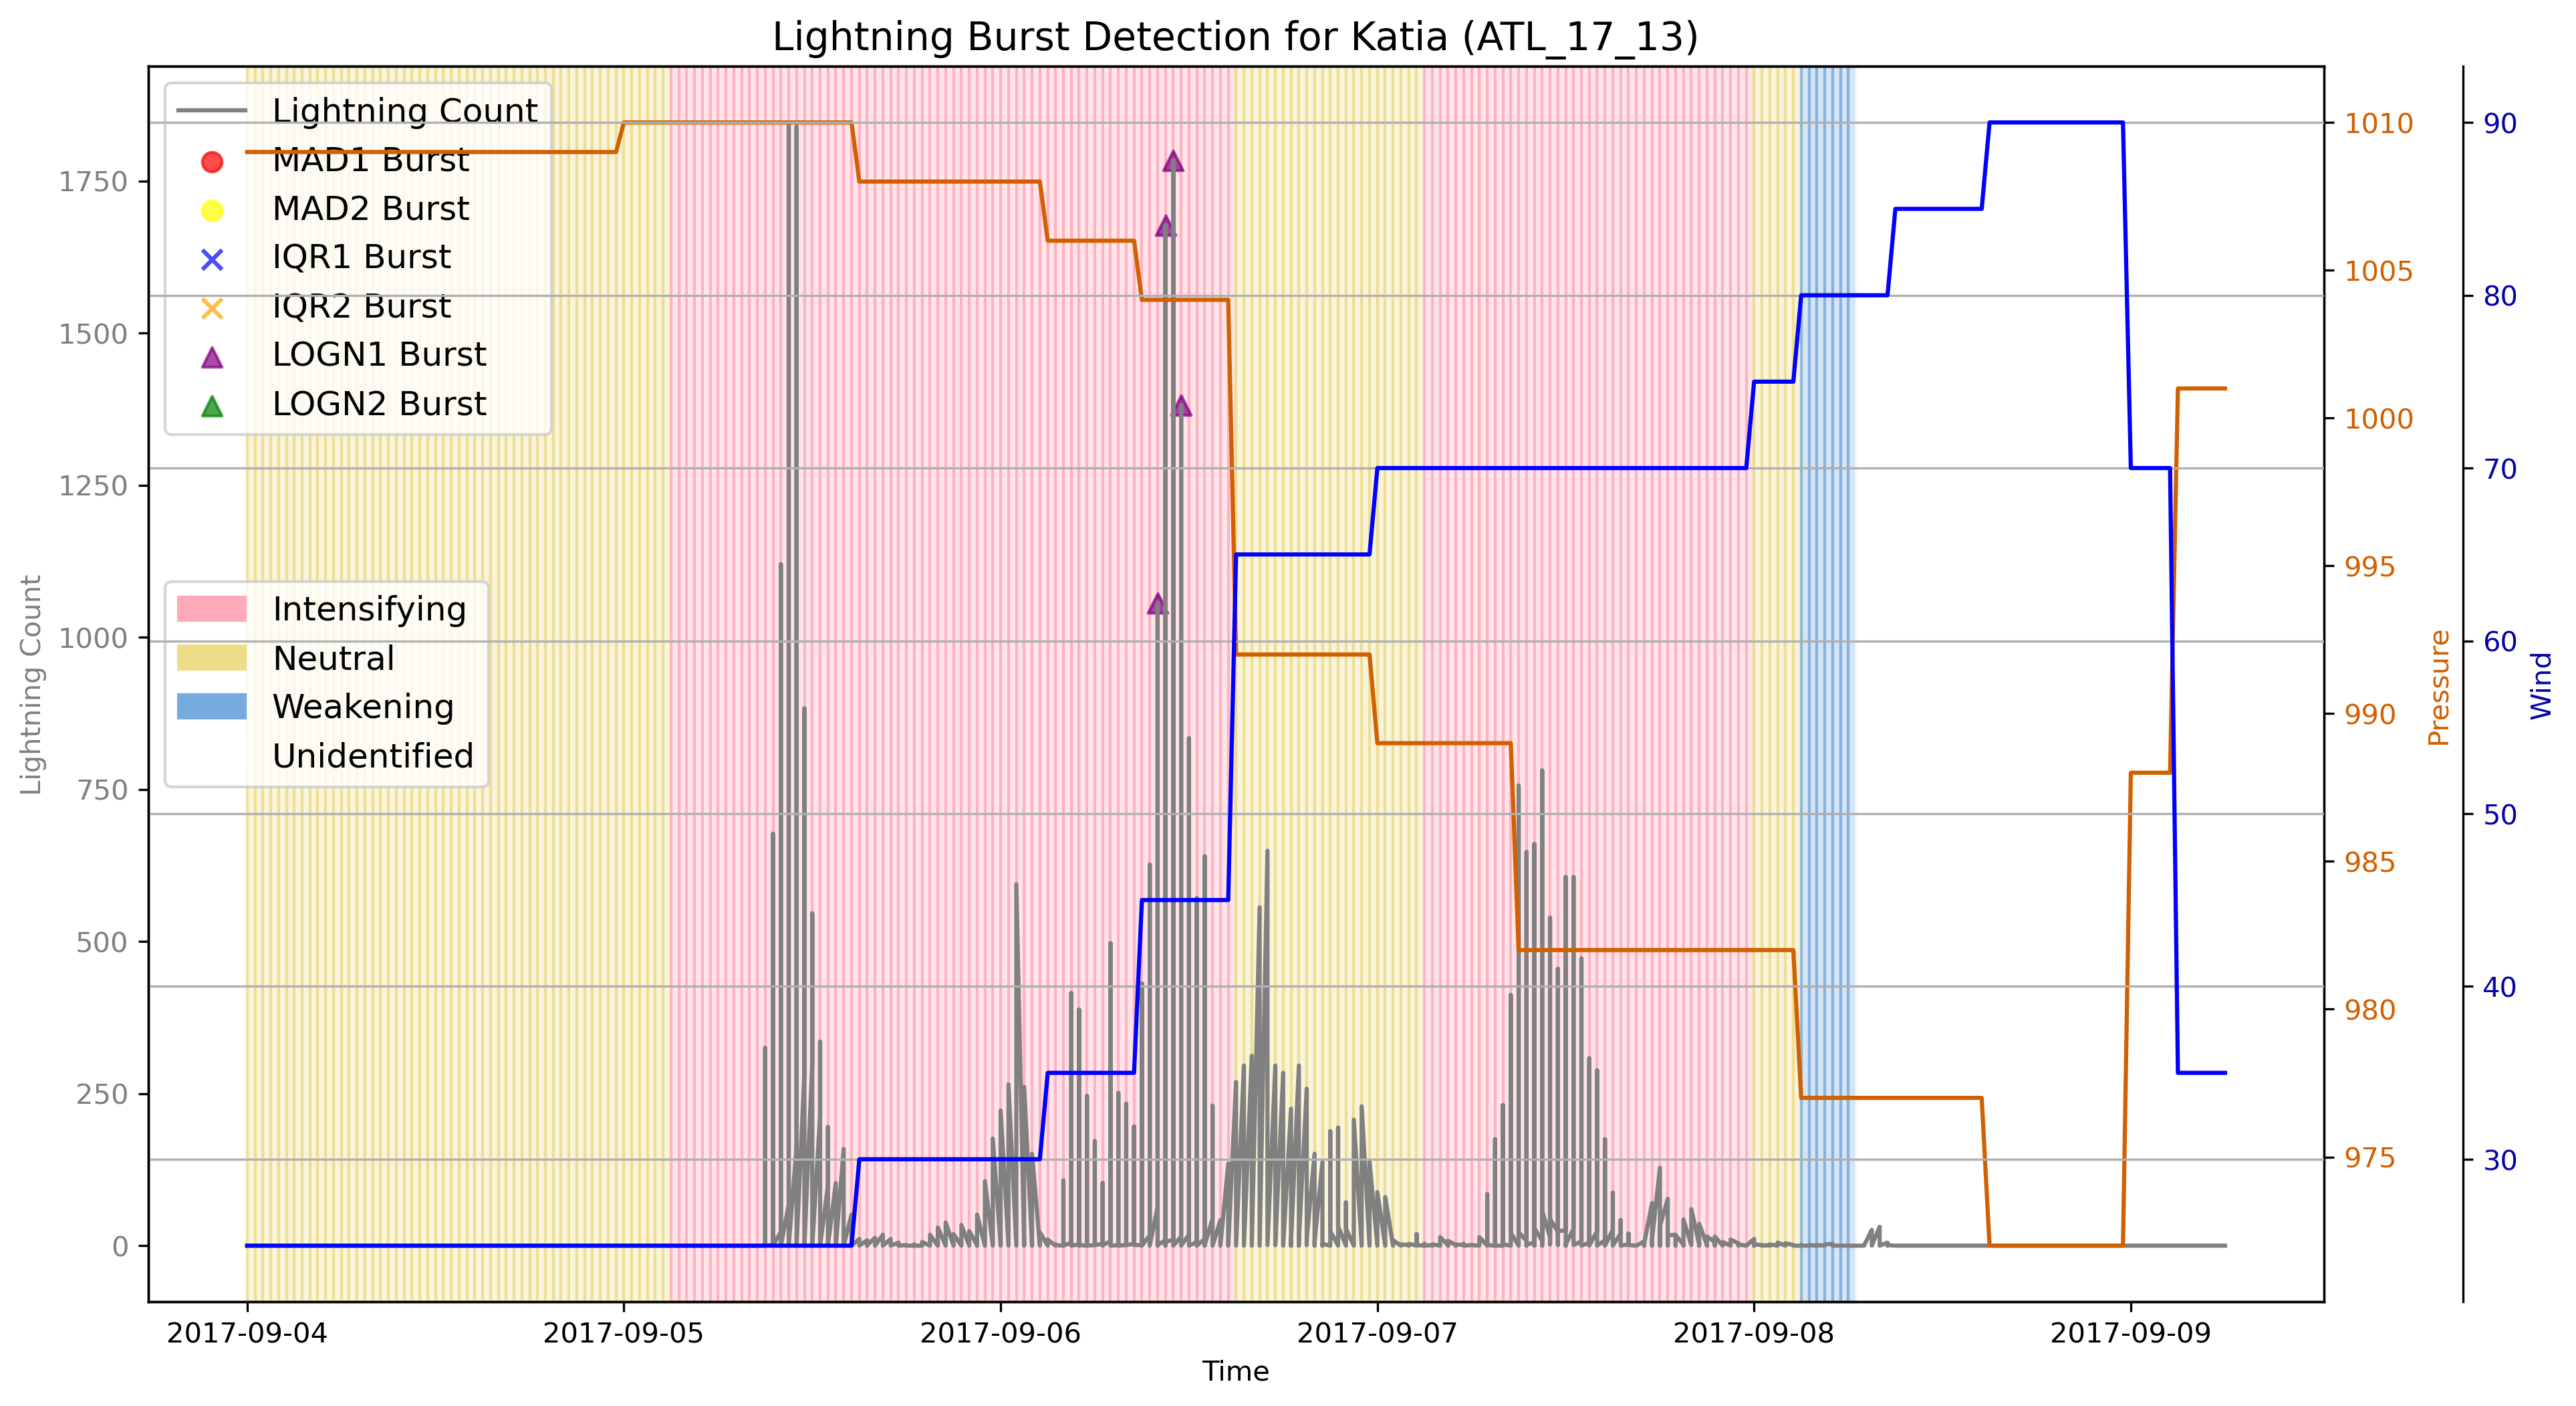 Lightning Burst Detection for Katia (ATL_17_13)
Lightning Count
MAD1 Burst
MAD2 Burst
IQR1 Burst
IQR2 Burst
LOGN1 Burst
LOGN2 Burst
Intensifying
Neutral
Weakening
Unidentified
Lightning Count
1750
1500
1250
1000
750
500
250
0
1010
1005
1000
995
990
985
980
975
Pressure
90
80
70
60
50
40
30
Wind
2017-09-04
2017-09-05
2017-09-06
2017-09-07
2017-09-08
2017-09-09
Time